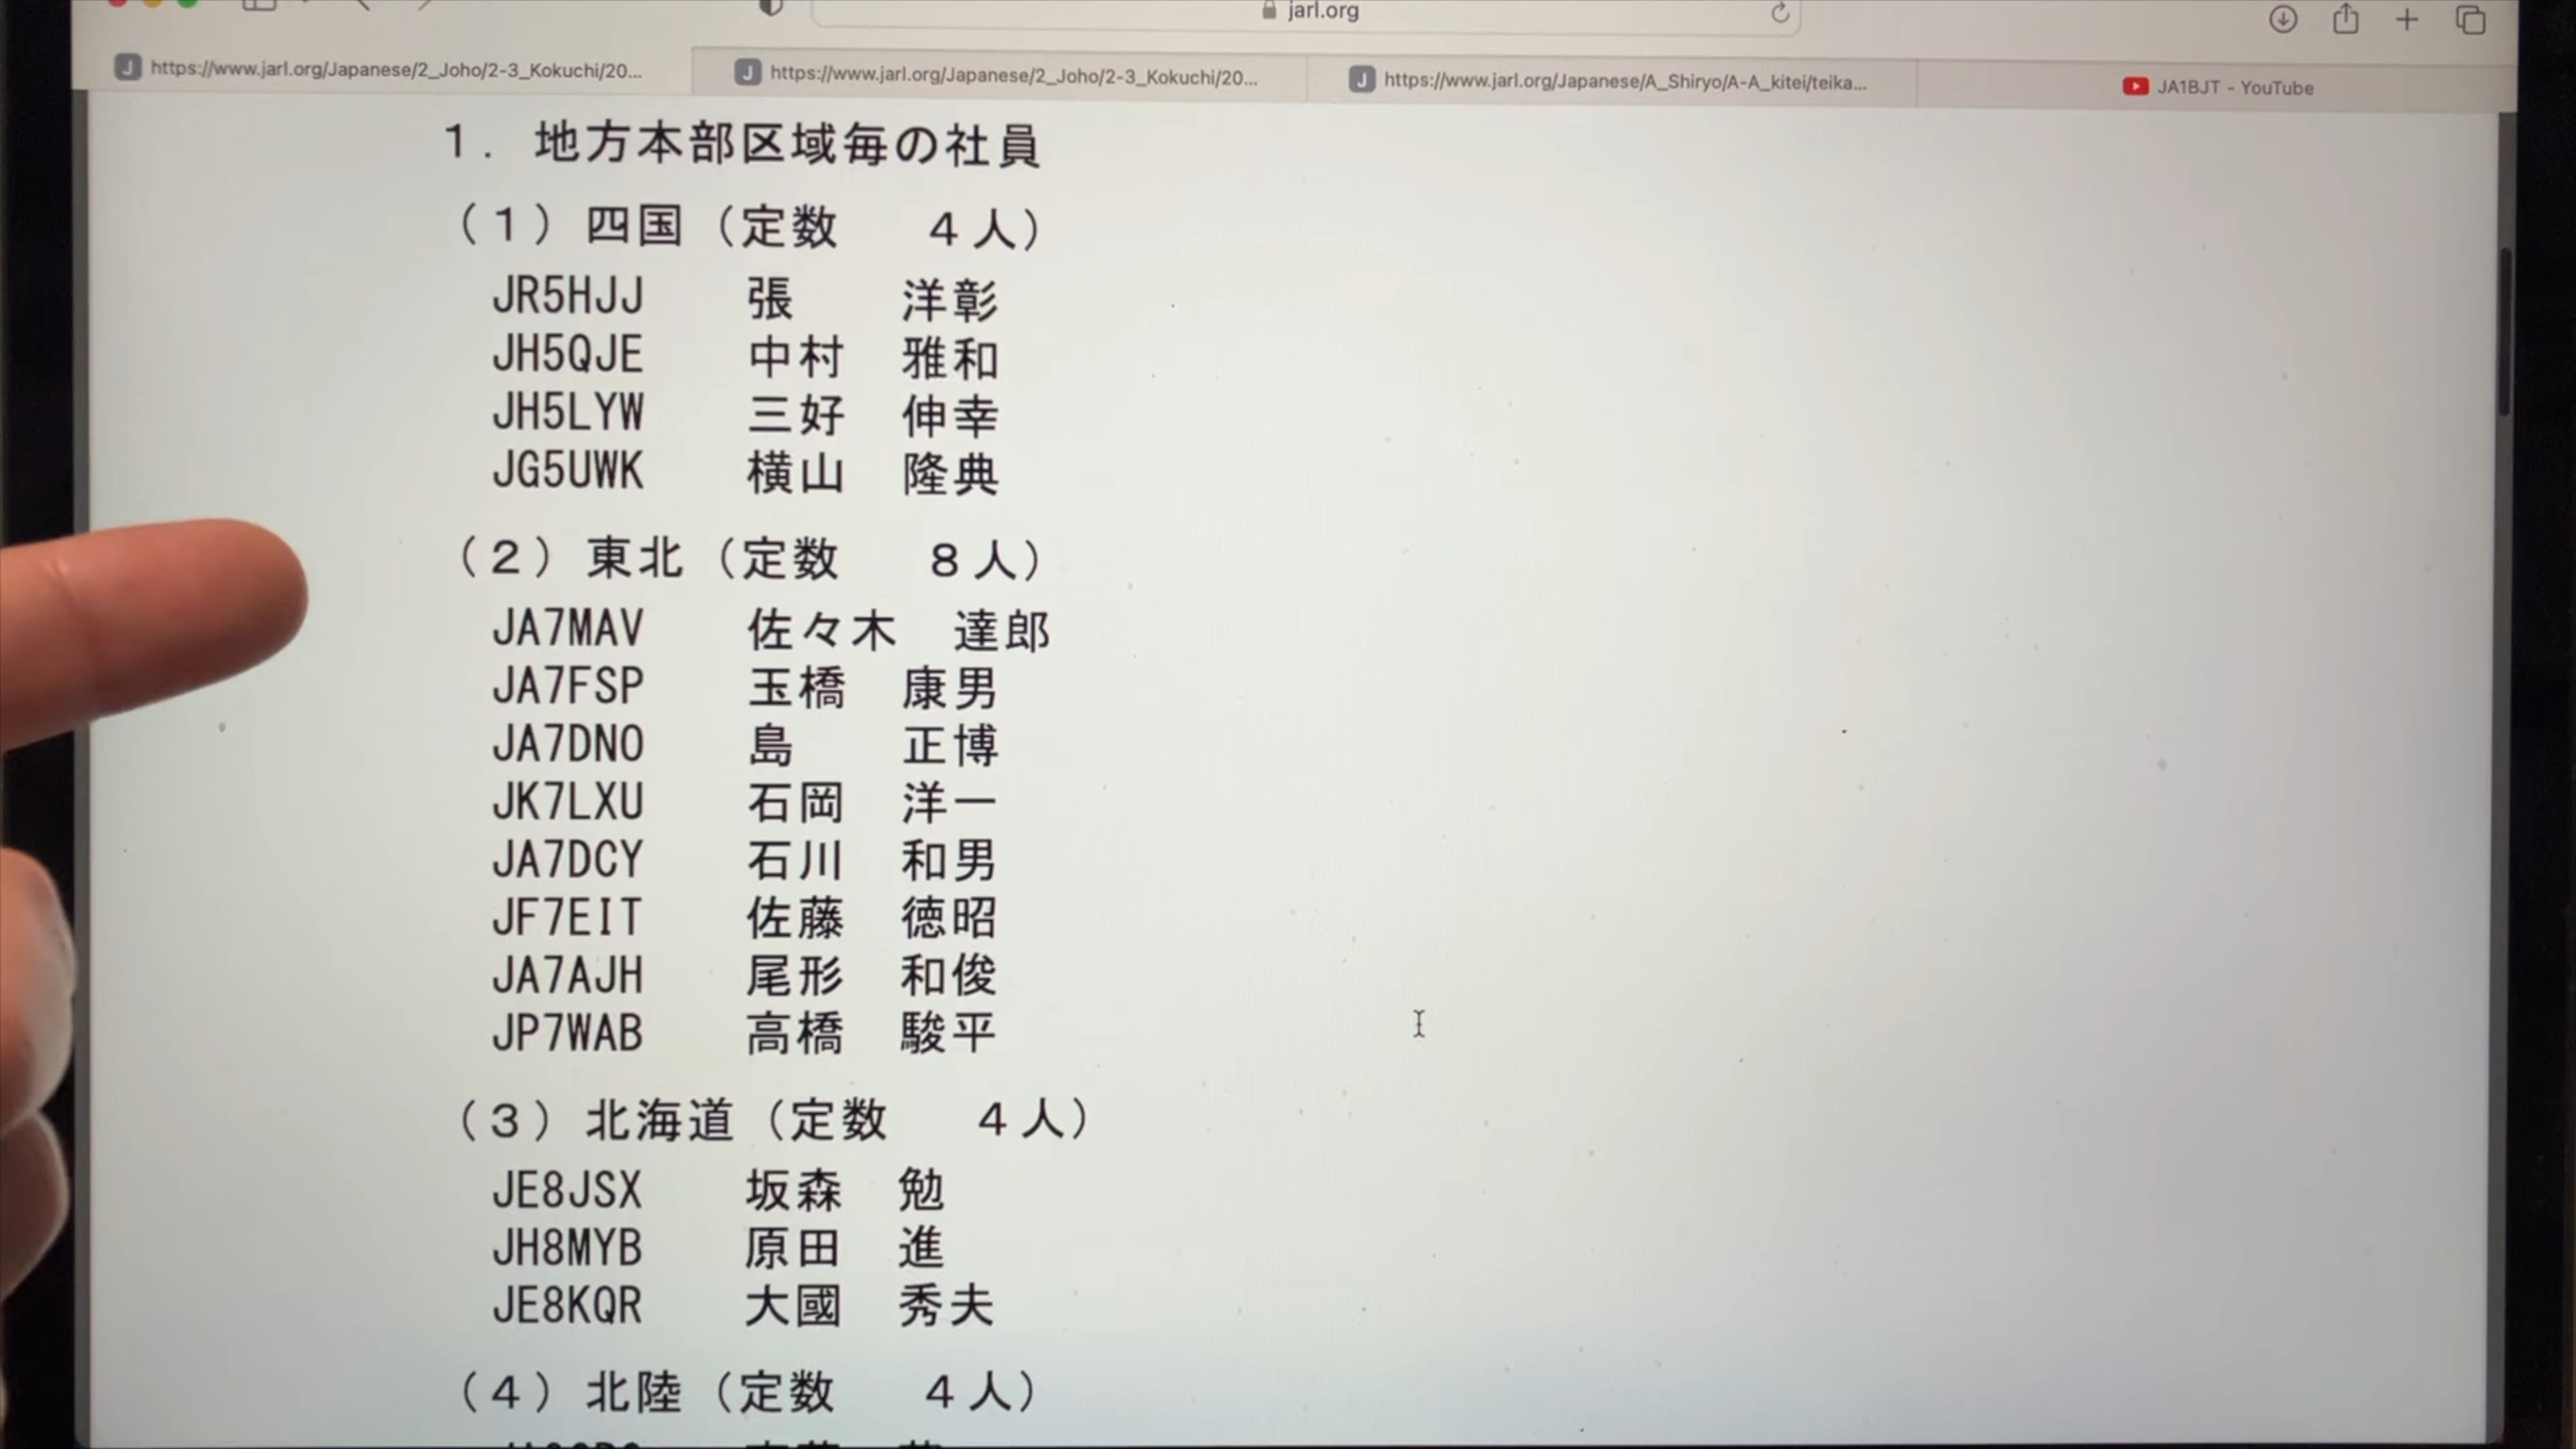 jarl.org
https://www.jarl.org/Japanese/2_Joho/2-3_Kokuchi/20...
https://www.jarl.org/Japanese/2_Joho/2-3_Kokuchi/20...
https://www.jarl.org/Japanese/A_Shiryo/A-A_kitei/teika...
JA1BJT - YouTube
１．地方本部区域毎の社員
（１）四国（定数　４人）
JR5HJJ 張 洋彰
JH5QJE 中村 雅和
JH5LYW 三好 伸幸
JG5UWK 横山 隆典
（２）東北（定数　８人）
JA7MAV 佐々木 達郎
JA7FSP 玉橋 康男
JA7DNO 島 正博
JK7LXU 石岡 洋一
JA7DCY 石川 和男
JF7EIT 佐藤 徳昭
JA7AJH 尾形 和俊
JP7WAB 高橋 駿平
（３）北海道（定数　４人）
JE8JSX 坂森 勉
JH8MYB 原田 進
JE8KQR 大國 秀夫
（４）北陸（定数　４人）